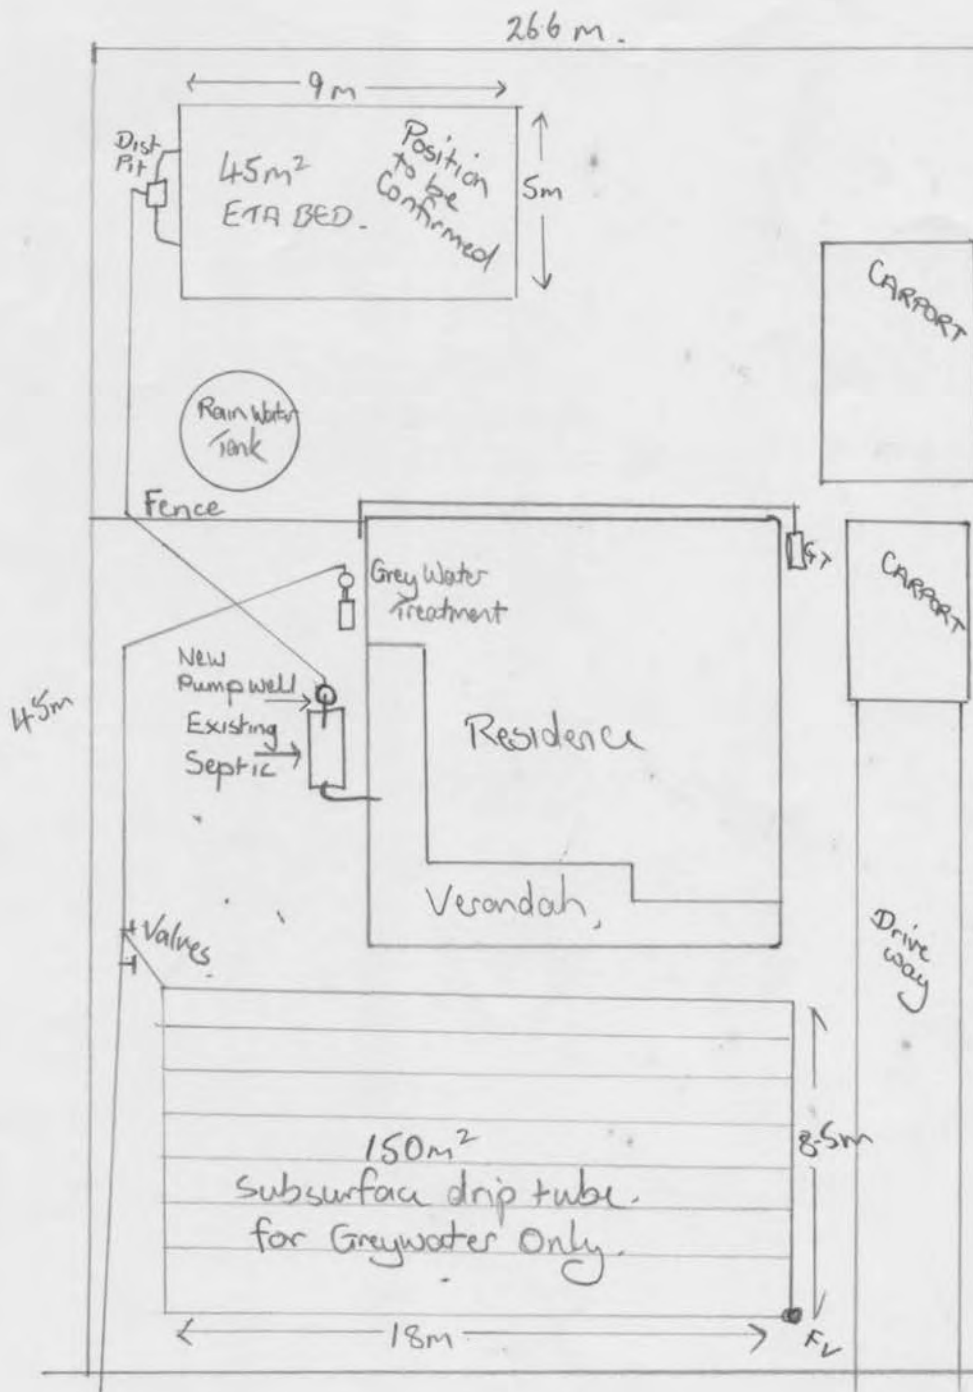 26.6 m.
9m
Dist
Pit
45m²
ETA BED.
Position
to be
Confirmed
5m
CARPORT
Rain Water
Tank
Fence
GT
CARPORT
Grey Water
Treatment
New
Pumpwell
Existing
Septic
45m
Residence
Verandah,
Valves
Drive
way
8.5m
150m²
Subsurface drip tube.
for Greywater Only.
18m
FV